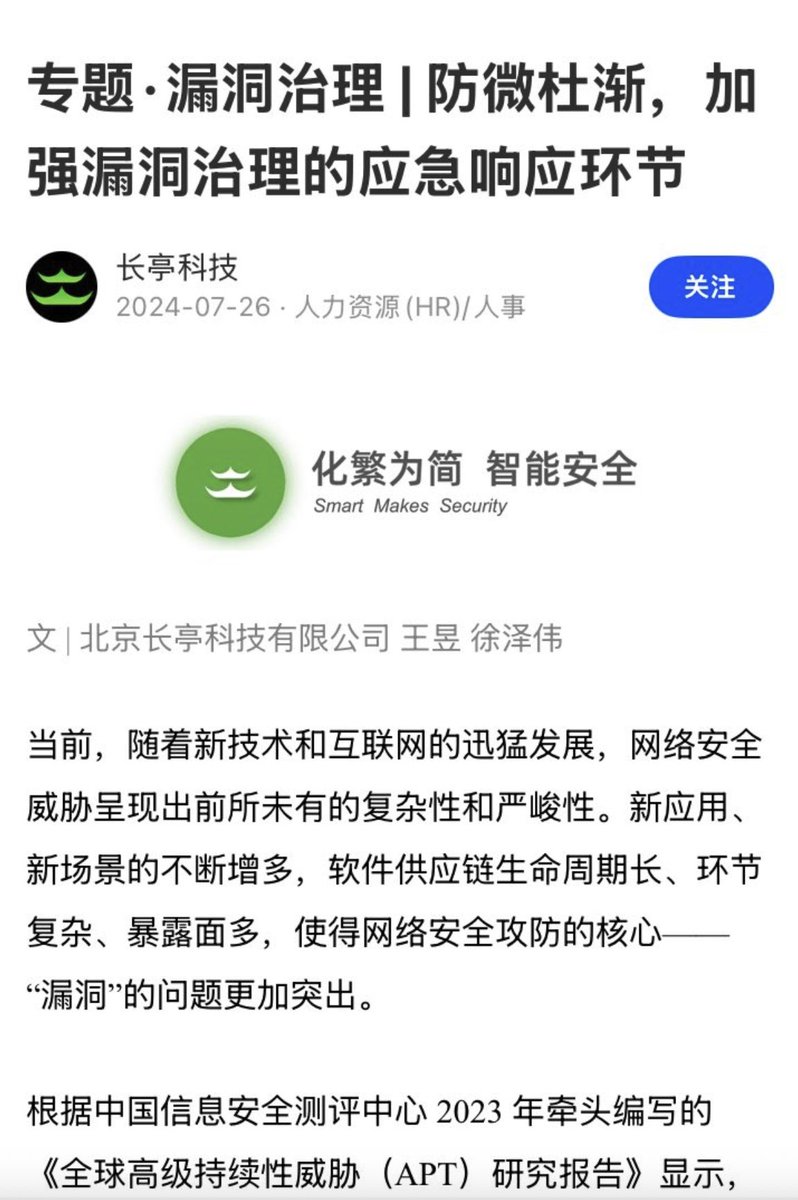 专题·漏洞治理 | 防微杜渐，加
强漏洞治理的应急响应环节
长亭科技
2024-07-26 · 人力资源(HR)/人事
关注
化繁为简 智能安全
Smart Makes Security
文 | 北京长亭科技有限公司 王昱 徐泽伟
当前，随着新技术和互联网的迅猛发展，网络安全
威胁呈现出前所未有的复杂性和严峻性。新应用、
新场景的不断增多，软件供应链生命周期长、环节
复杂、暴露面多，使得网络安全攻防的核心——
“漏洞”的问题更加突出。
根据中国信息安全测评中心 2023 年牵头编写的
《全球高级持续性威胁（APT）研究报告》显示，